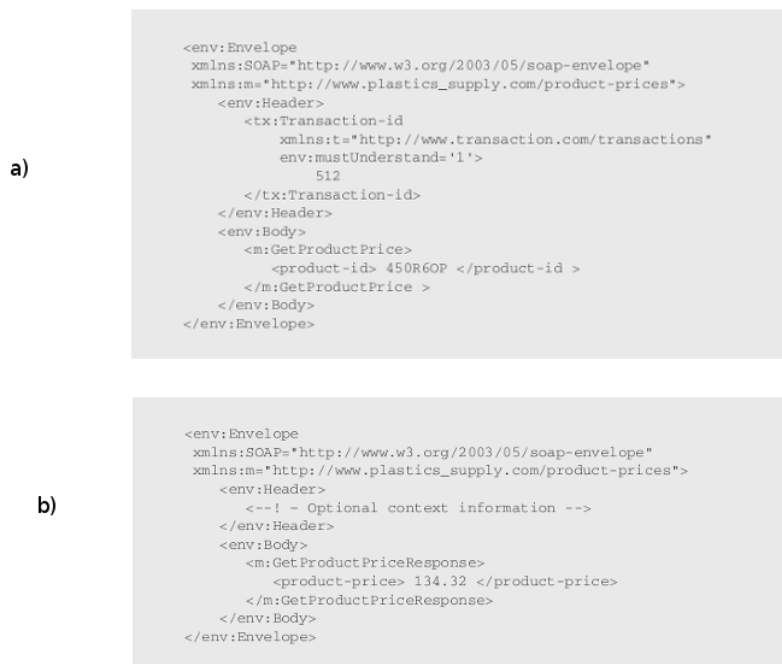 a)
<env:Envelope
xmlns:SOAP="http://www.w3.org/2003/05/soap-envelope"
xmlns:m="http://www.plastics_supply.com/product-prices">
<env:Header>
<tx:Transaction-id
xmlns:t="http://www.transaction.com/transactions"
env:mustUnderstand='1'>
512
</tx:Transaction-id>
</env:Header>
<env:Body>
<m:GetProductPrice>
<product-id> 450R6OP </product-id >
</m:GetProductPrice >
</env:Body>
</env:Envelope>
b)
<env:Envelope
xmlns:SOAP="http://www.w3.org/2003/05/soap-envelope"
xmlns:m="http://www.plastics_supply.com/product-prices">
<env:Header>
<--! – Optional context information -->
</env:Header>
<env:Body>
<m:GetProductPriceResponse>
<product-price> 134.32 </product-price>
</m:GetProductPriceResponse>
</env:Body>
</env:Envelope>